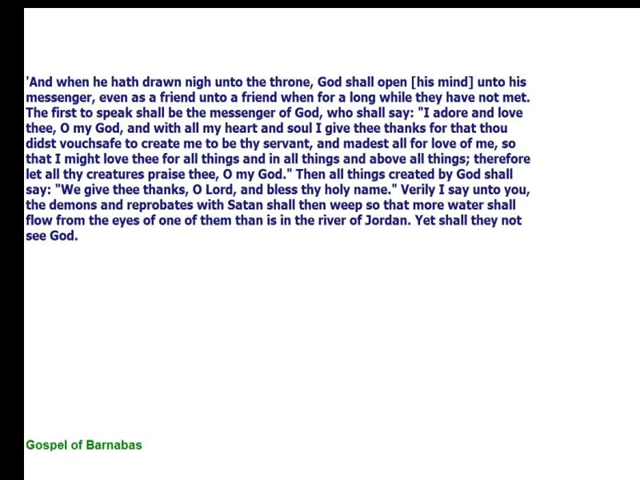 'And when he hath drawn nigh unto the throne, God shall open [his mind] unto his
messenger, even as a friend unto a friend when for a long while they have not met.
The first to speak shall be the messenger of God, who shall say: "I adore and love
thee, O my God, and with all my heart and soul I give thee thanks for that thou
didst vouchsafe to create me to be thy servant, and madest all for love of me, so
that I might love thee for all things and in all things and above all things; therefore
let all thy creatures praise thee, O my God." Then all things created by God shall
say: "We give thee thanks, O Lord, and bless thy holy name." Verily I say unto you,
the demons and reprobates with Satan shall then weep so that more water shall
flow from the eyes of one of them than is in the river of Jordan. Yet shall they not
see God.
Gospel of Barnabas